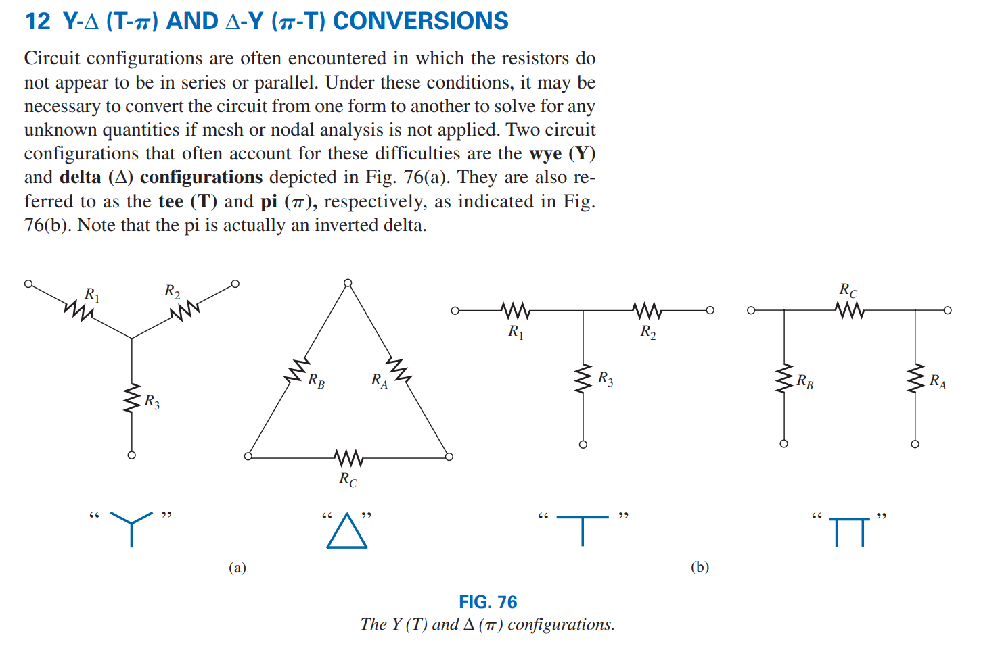 12 Y-Δ (T-π) AND Δ-Y (π-T) CONVERSIONS
Circuit configurations are often encountered in which the resistors do
not appear to be in series or parallel. Under these conditions, it may be
necessary to convert the circuit from one form to another to solve for any
unknown quantities if mesh or nodal analysis is not applied. Two circuit
configurations that often account for these difficulties are the wye (Y)
and delta (Δ) configurations depicted in Fig. 76(a). They are also re-
ferred to as the tee (T) and pi (π), respectively, as indicated in Fig.
76(b). Note that the pi is actually an inverted delta.
R1
R2
R3
RB
RA
RC
R1
R2
R3
RC
RB
RA
“ Y ”
“ Δ ”
“ T ”
“ π ”
(a)
(b)
FIG. 76
The Y (T) and Δ (π) configurations.